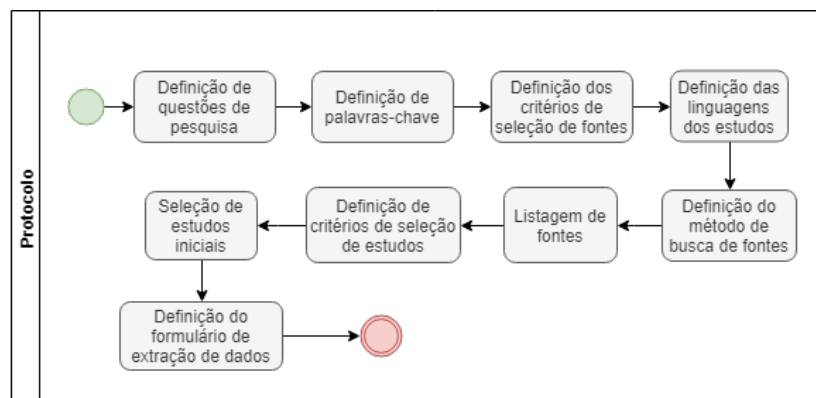 Protocolo
Definição de
questões de
pesquisa
Definição de
palavras-chave
Definição dos
critérios de
seleção de fontes
Definição das
linguagens
dos estudos
Definição do
método de
busca de fontes
Listagem de
fontes
Definição de
critérios de seleção
de estudos
Seleção de
estudos
iniciais
Definição do
formulário de
extração de dados